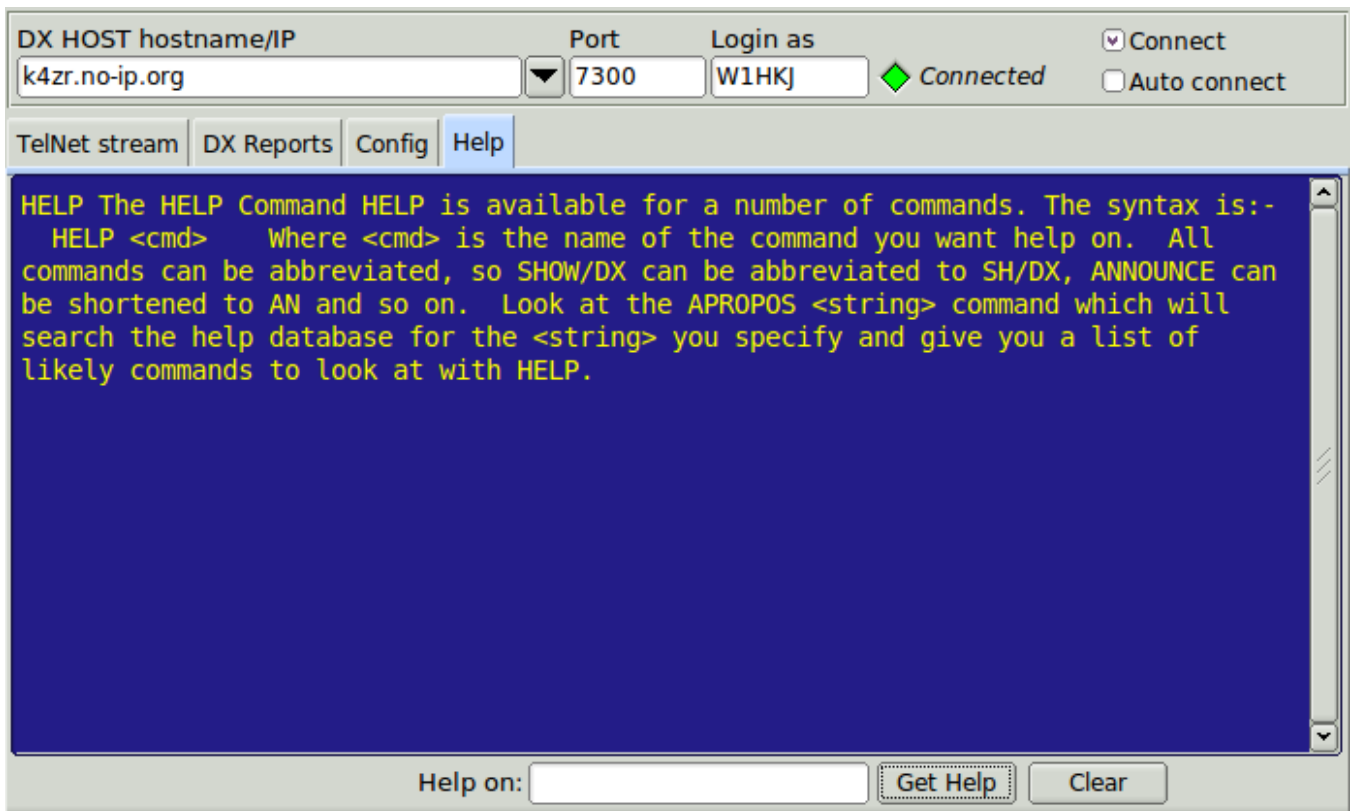 DX HOST hostname/IP Port Login as Connect
k4zr.no-ip.org 7300 W1HKJ Connected Auto connect
TelNet stream DX Reports Config Help
HELP The HELP Command HELP is available for a number of commands. The syntax is:-
HELP <cmd>    Where <cmd> is the name of the command you want help on.  All
commands can be abbreviated, so SHOW/DX can be abbreviated to SH/DX, ANNOUNCE can
be shortened to AN and so on.  Look at the APROPOS <string> command which will
search the help database for the <string> you specify and give you a list of
likely commands to look at with HELP.
Help on: Get Help Clear